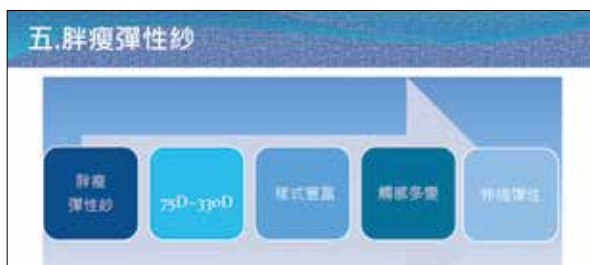 五.胖瘦彈性紗
胖瘦
彈性紗
75D~330D
樣式豐富
觸感多變
伸縮彈性